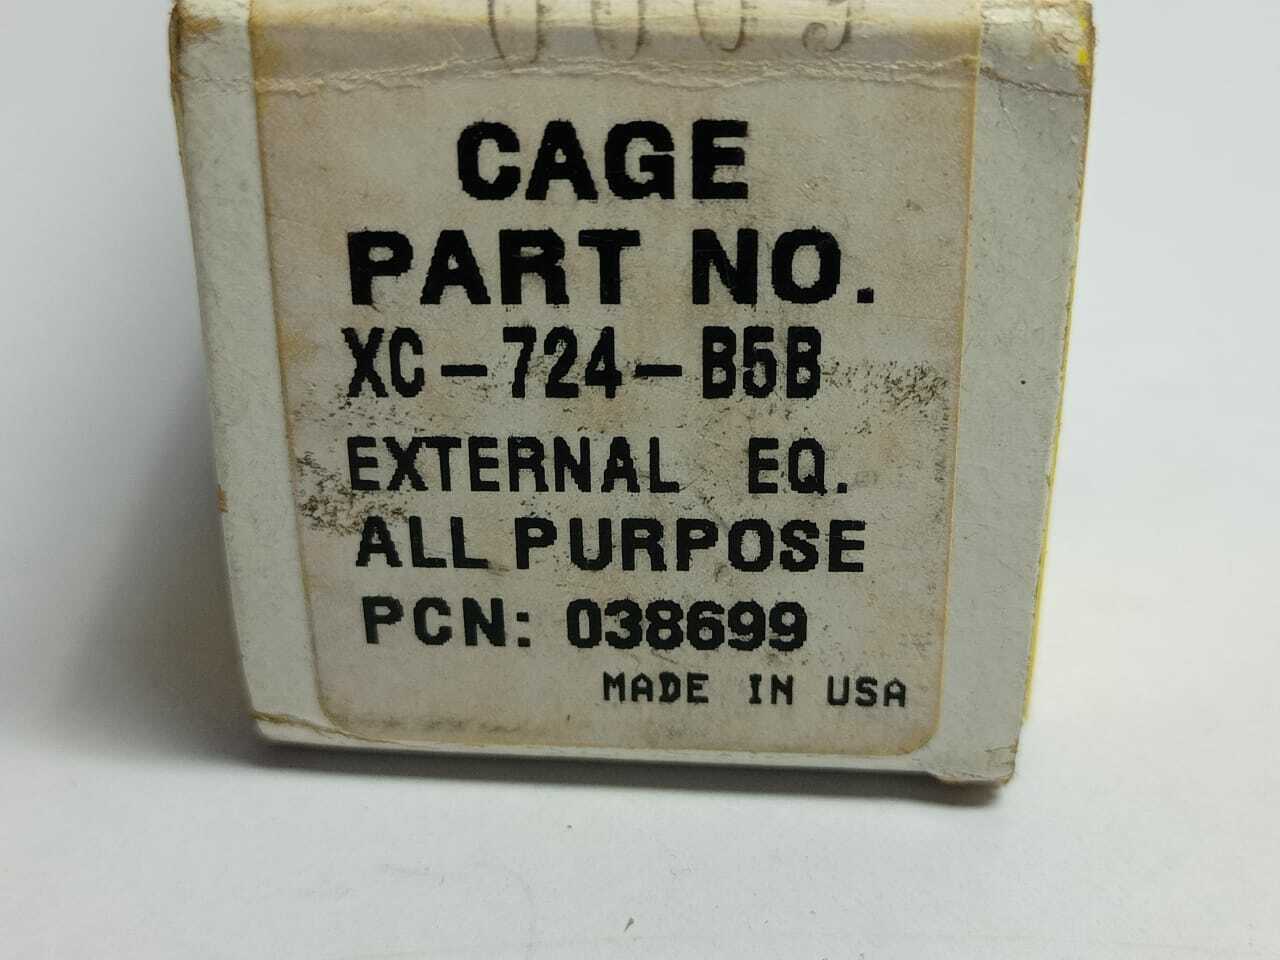 CAGE
PART NO.
XC-724-B5B
EXTERNAL EQ.
ALL PURPOSE
PCN: 038699
MADE IN USA